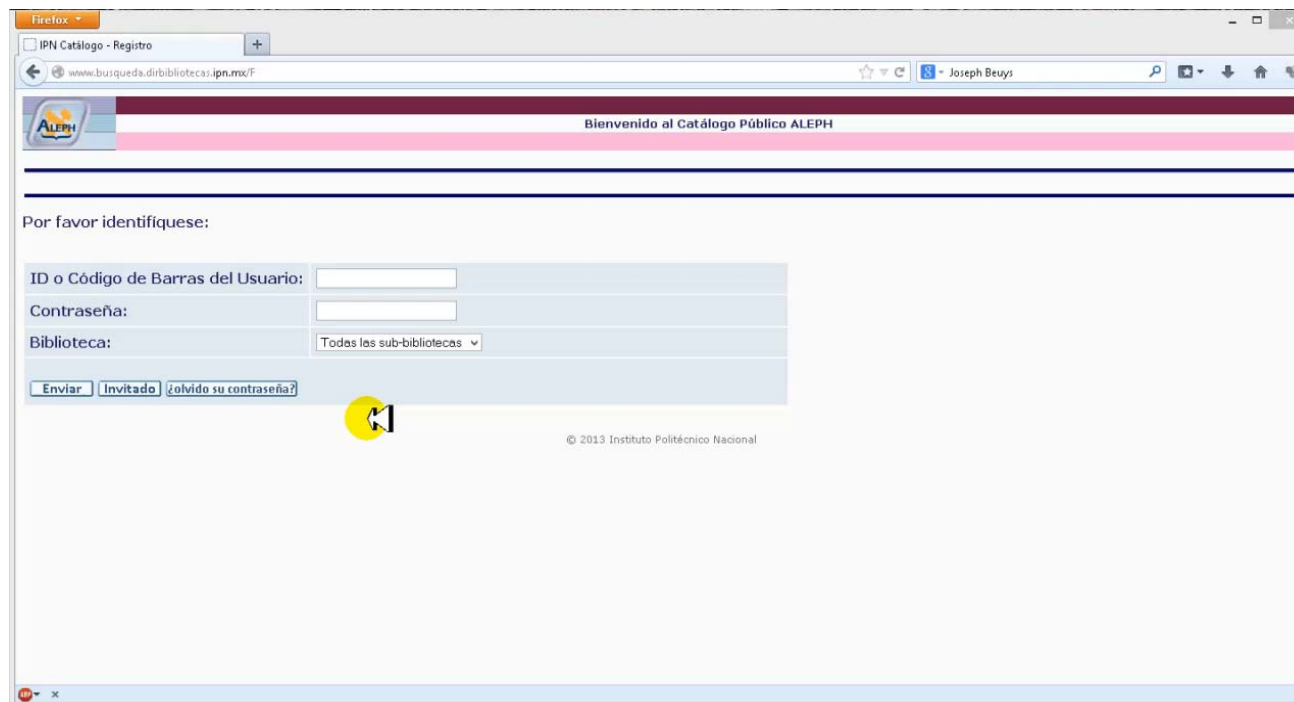 Firefox
IPN Catálogo - Registro
www.busqueda.dirbibliotecas.ipn.mx/F
Joseph Beuys
ALEPH
Bienvenido al Catálogo Público ALEPH
Por favor identifíquese:
ID o Código de Barras del Usuario:
Contraseña:
Biblioteca: Todas las sub-bibliotecas
Enviar Invitado ¿olvido su contraseña?
© 2013 Instituto Politécnico Nacional